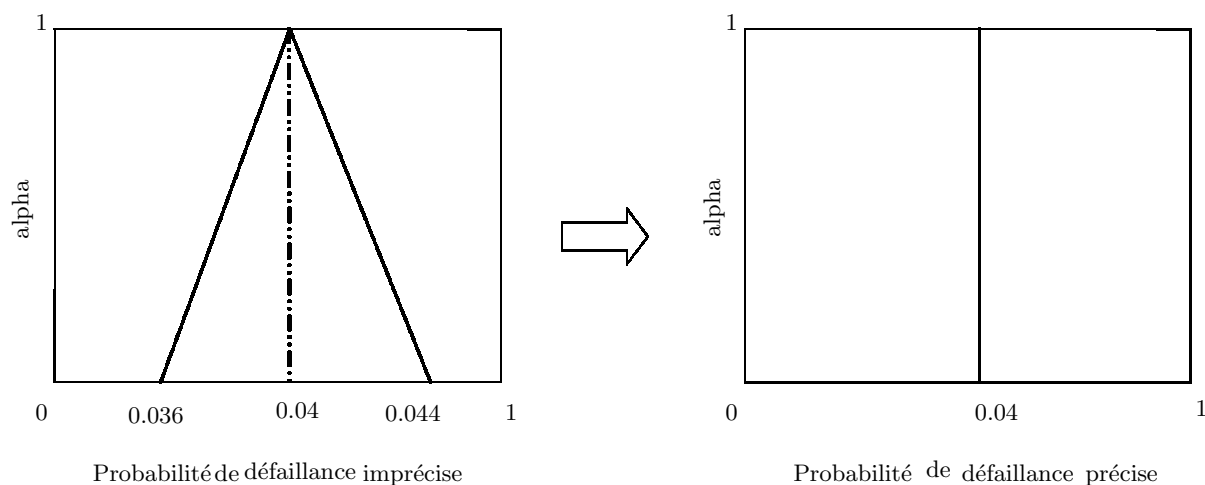 1
alpha
0
0.036
0.04
0.044
1
Probabilité de défaillance imprécise
1
alpha
0
0.04
1
Probabilité de défaillance précise